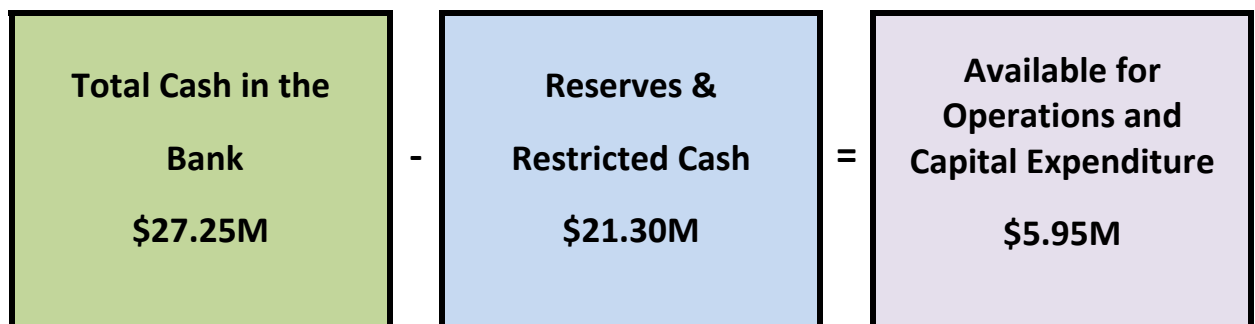 Total Cash in the
Bank
$27.25M
-
Reserves &
Restricted Cash
$21.30M
=
Available for
Operations and
Capital Expenditure
$5.95M